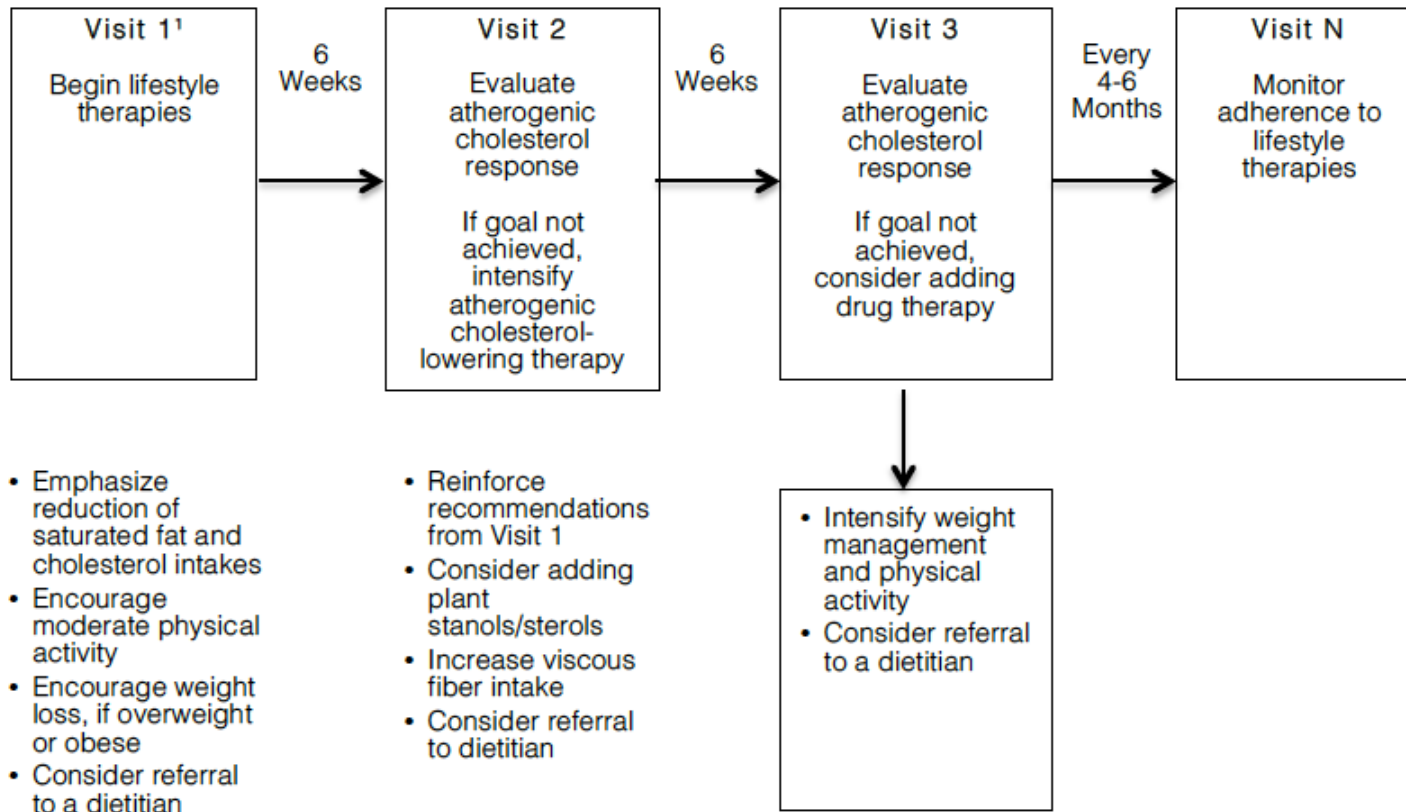 Visit 1¹
Begin lifestyle
therapies
6
Weeks
Visit 2
Evaluate
atherogenic
cholesterol
response
If goal not
achieved,
intensify
atherogenic
cholesterol-
lowering therapy
6
Weeks
Visit 3
Evaluate
atherogenic
cholesterol
response
If goal not
achieved,
consider adding
drug therapy
Every
4-6
Months
Visit N
Monitor
adherence to
lifestyle
therapies
• Emphasize
reduction of
saturated fat and
cholesterol intakes
• Encourage
moderate physical
activity
• Encourage weight
loss, if overweight
or obese
• Consider referral
to a dietitian
• Reinforce
recommendations
from Visit 1
• Consider adding
plant
stanols/sterols
• Increase viscous
fiber intake
• Consider referral
to dietitian
• Intensify weight
management
and physical
activity
• Consider referral
to a dietitian